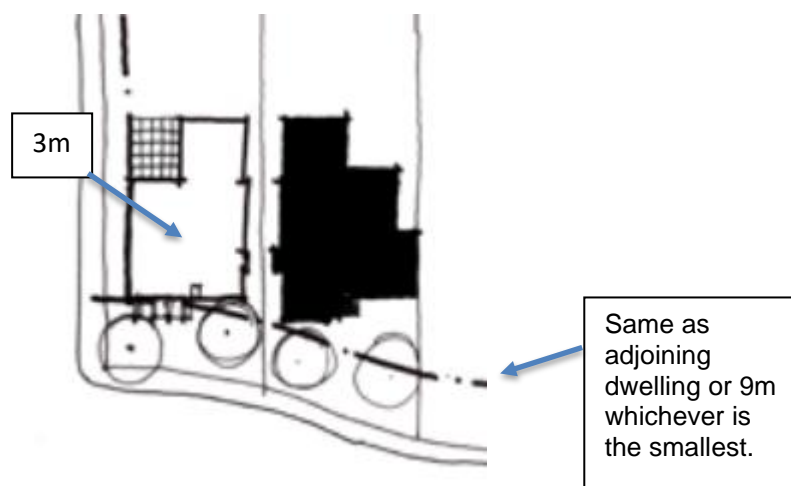 3m
Same as
adjoining
dwelling or 9m
whichever is
the smallest.